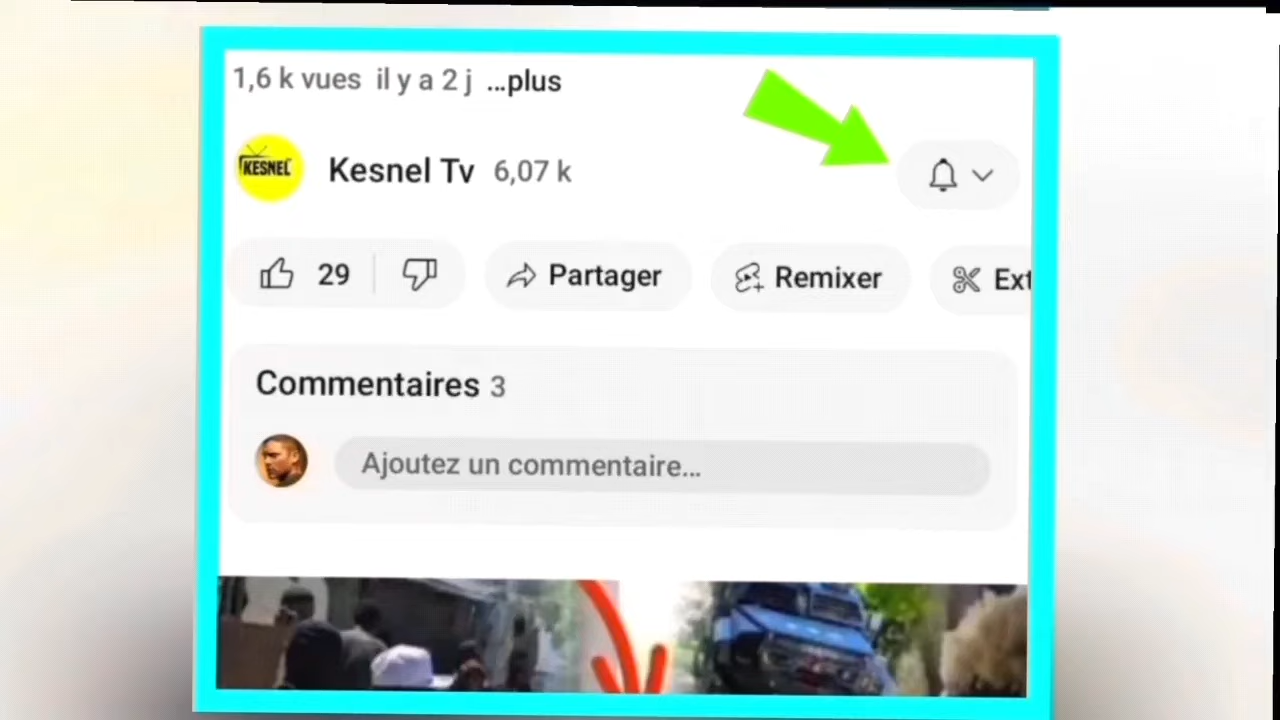 1,6 k vues il y a 2 j ...plus
KESNEL
Kesnel Tv 6,07 k
29 Partager Remixer Ext
Commentaires 3
Ajoutez un commentaire...